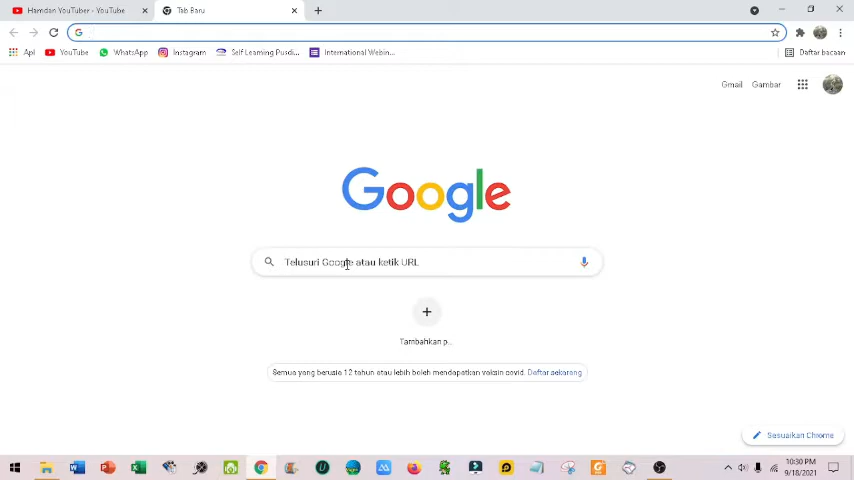 Hamdan YouTuber - YouTube
Tab Baru
Apl
YouTube
WhatsApp
Instagram
Self Learning Pusdi...
International Webin...
Daftar bacaan
Gmail
Gambar
Google
Telusuri Google atau ketik URL
Tambahkan p...
Semua yang berusia 12 tahun atau lebih boleh mendapatkan vaksin covid. Daftar sekarang
Sesuaikan Chrome
10:30 PM
9/18/2021